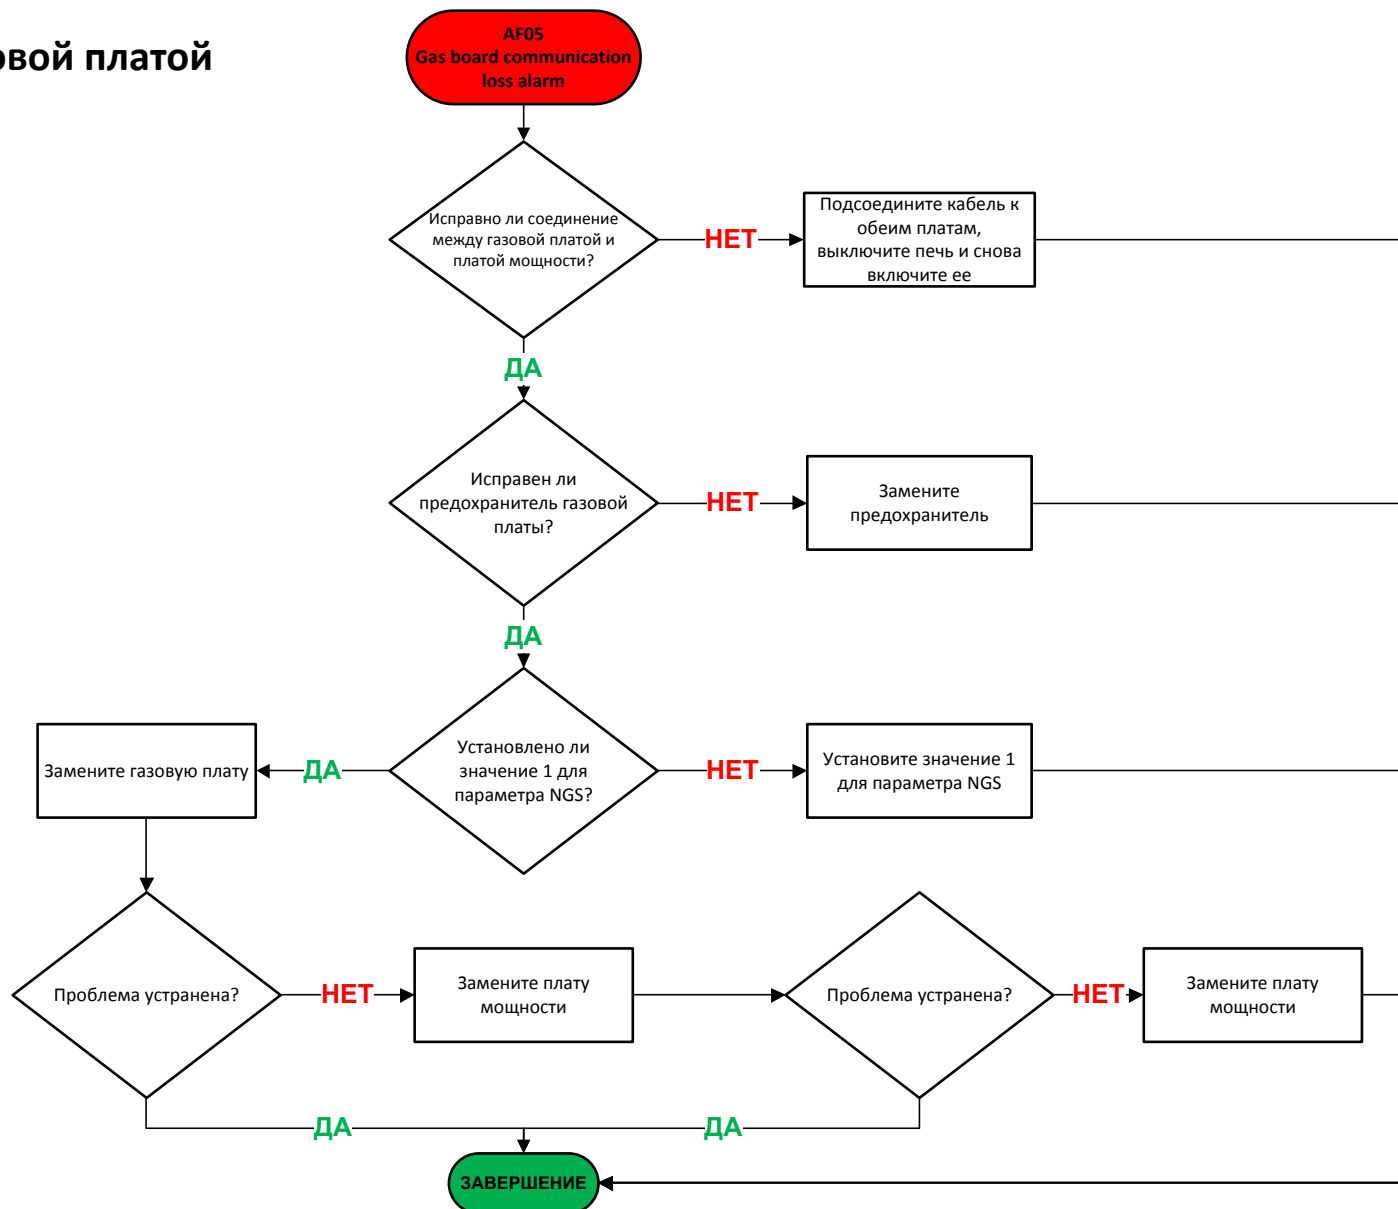 овой платой
AF05
Gas board communication
loss alarm
Исправно ли соединение
между газовой платой и
платой мощности?
НЕТ
Подсоедините кабель к
обеим платам,
выключите печь и снова
включите ее
ДА
Исправен ли
предохранитель газовой
платы?
НЕТ
Замените
предохранитель
ДА
Замените газовую плату
ДА
Установлено ли
значение 1 для
параметра NGS?
НЕТ
Установите значение 1
для параметра NGS
Проблема устранена?
НЕТ
Замените плату
мощности
Проблема устранена?
НЕТ
Замените плату
мощности
ДА
ДА
ЗАВЕРШЕНИЕ